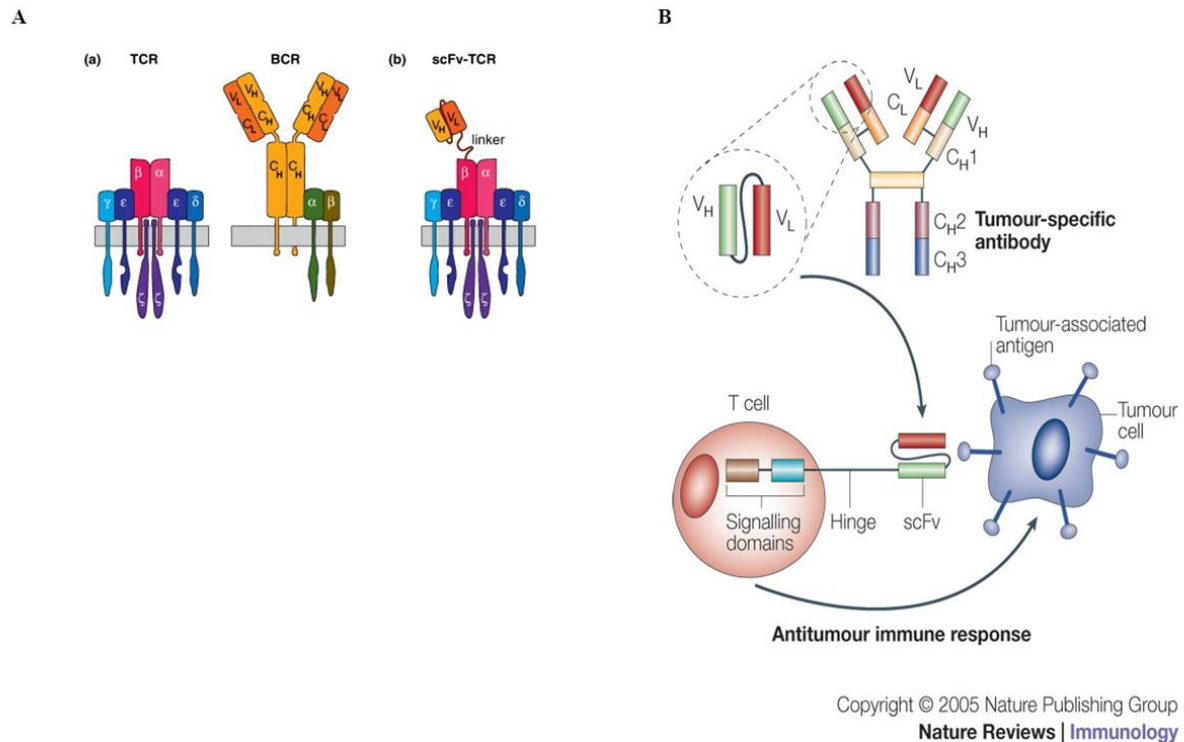 A
B
(a) TCR BCR (b) scFv-TCR
V_L V_H V_H V_L
C_L C_H C_H C_L
V_H V_L
linker
C_H C_H
β α
γ ε ε δ
α β
β α
γ ε ε δ
ζ ζ
ζ ζ
V_L
C_L
V_H
C_H1
V_H
V_L
C_H2 Tumour-specific
antibody
C_H3
Tumour-associated
antigen
T cell
Tumour
cell
Signalling
domains
Hinge
scFv
Antitumour immune response
Copyright © 2005 Nature Publishing Group
Nature Reviews | Immunology